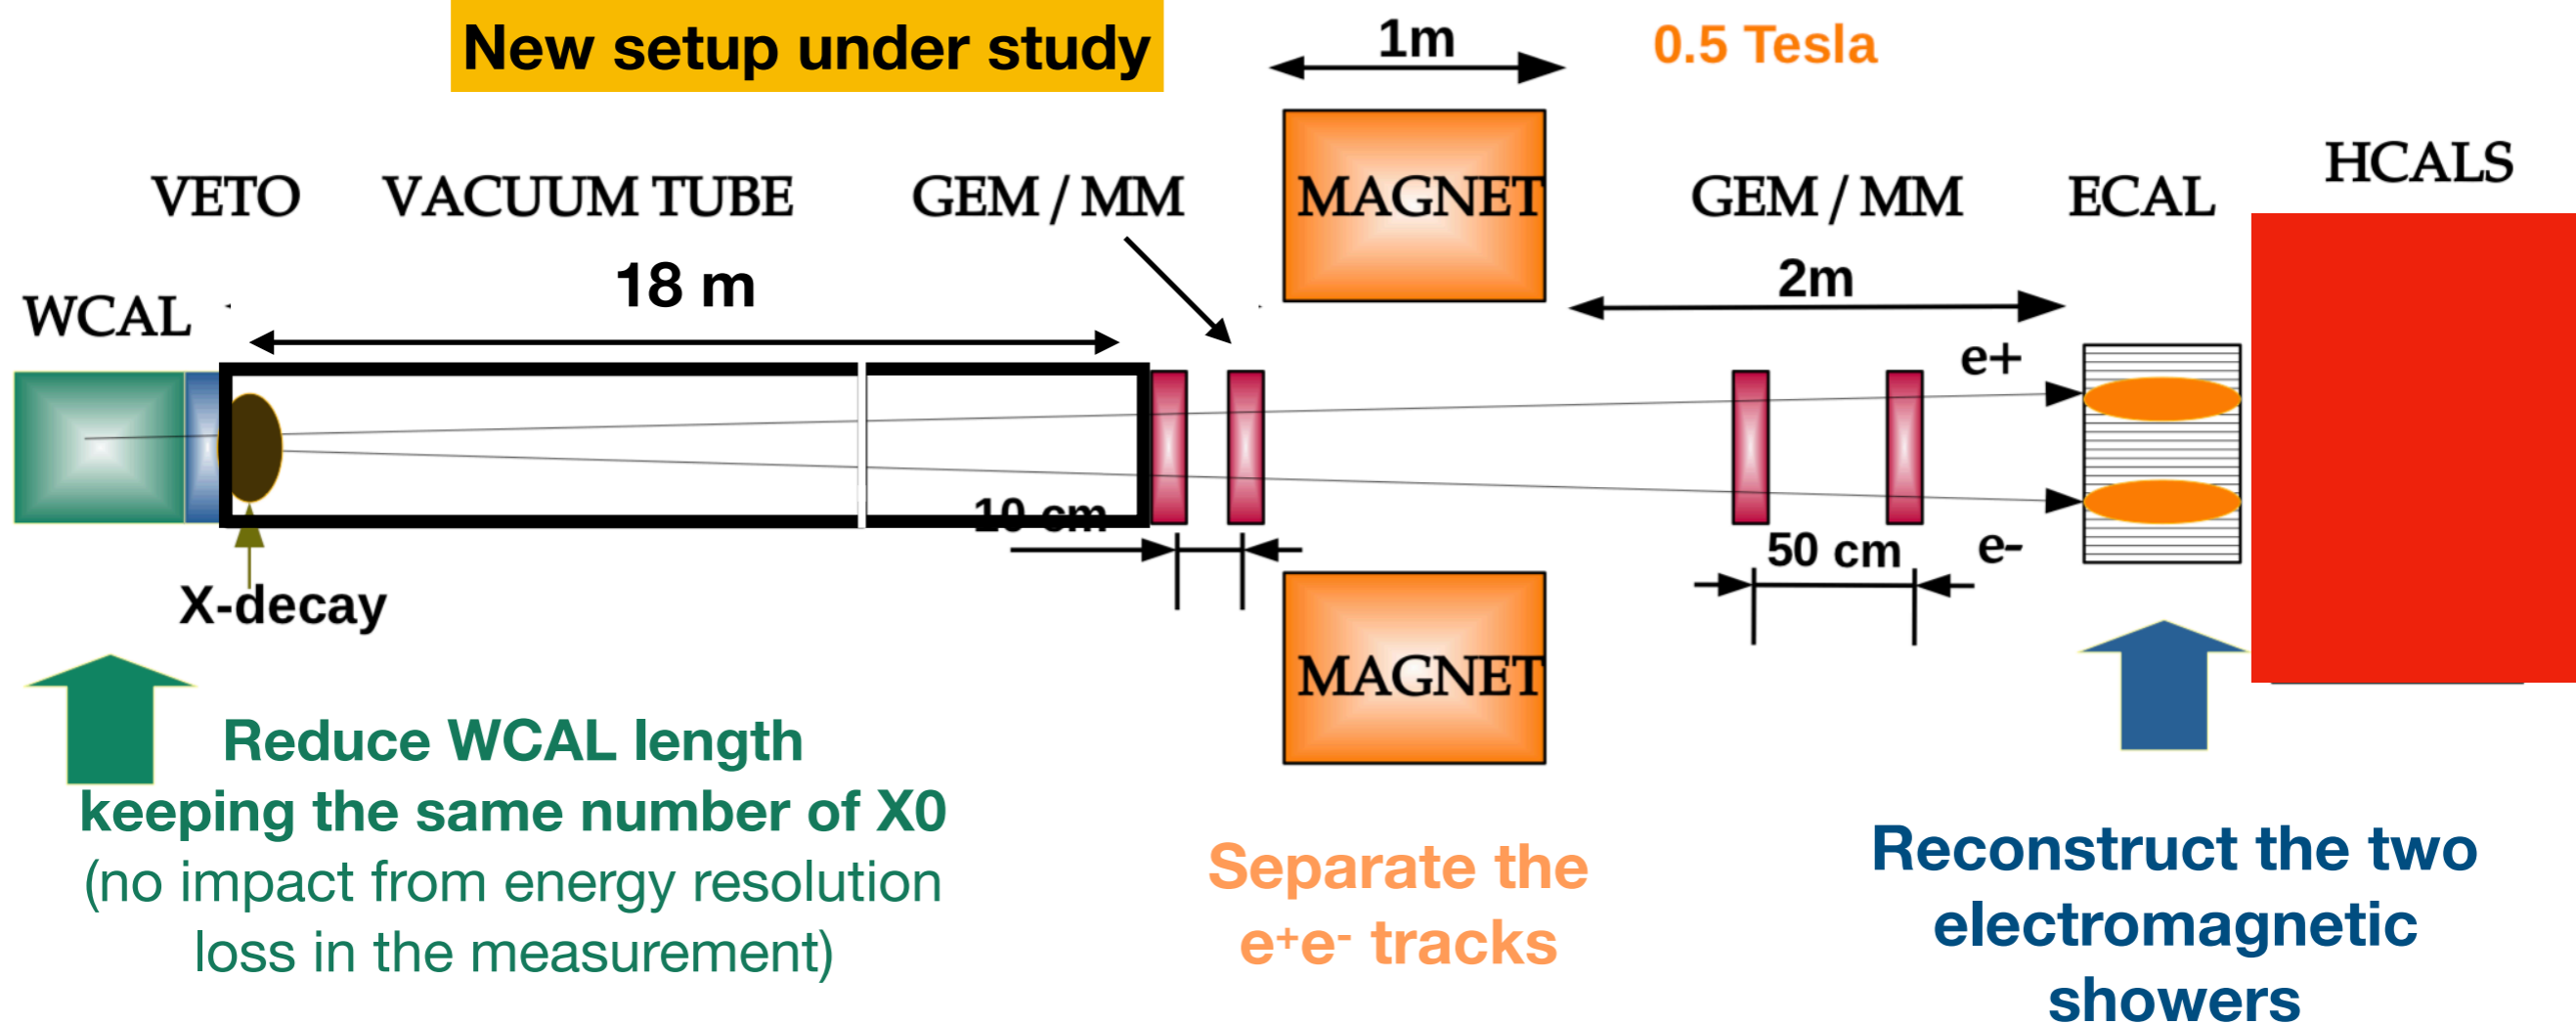 New setup under study
1m
0.5 Tesla
VETO
VACUUM TUBE
GEM / MM
MAGNET
GEM / MM
ECAL
HCALS
WCAL
18 m
2m
e+
10 cm
50 cm
e-
X-decay
MAGNET
Reduce WCAL length
keeping the same number of X0
(no impact from energy resolution
loss in the measurement)
Separate the
e⁺e⁻ tracks
Reconstruct the two
electromagnetic
showers